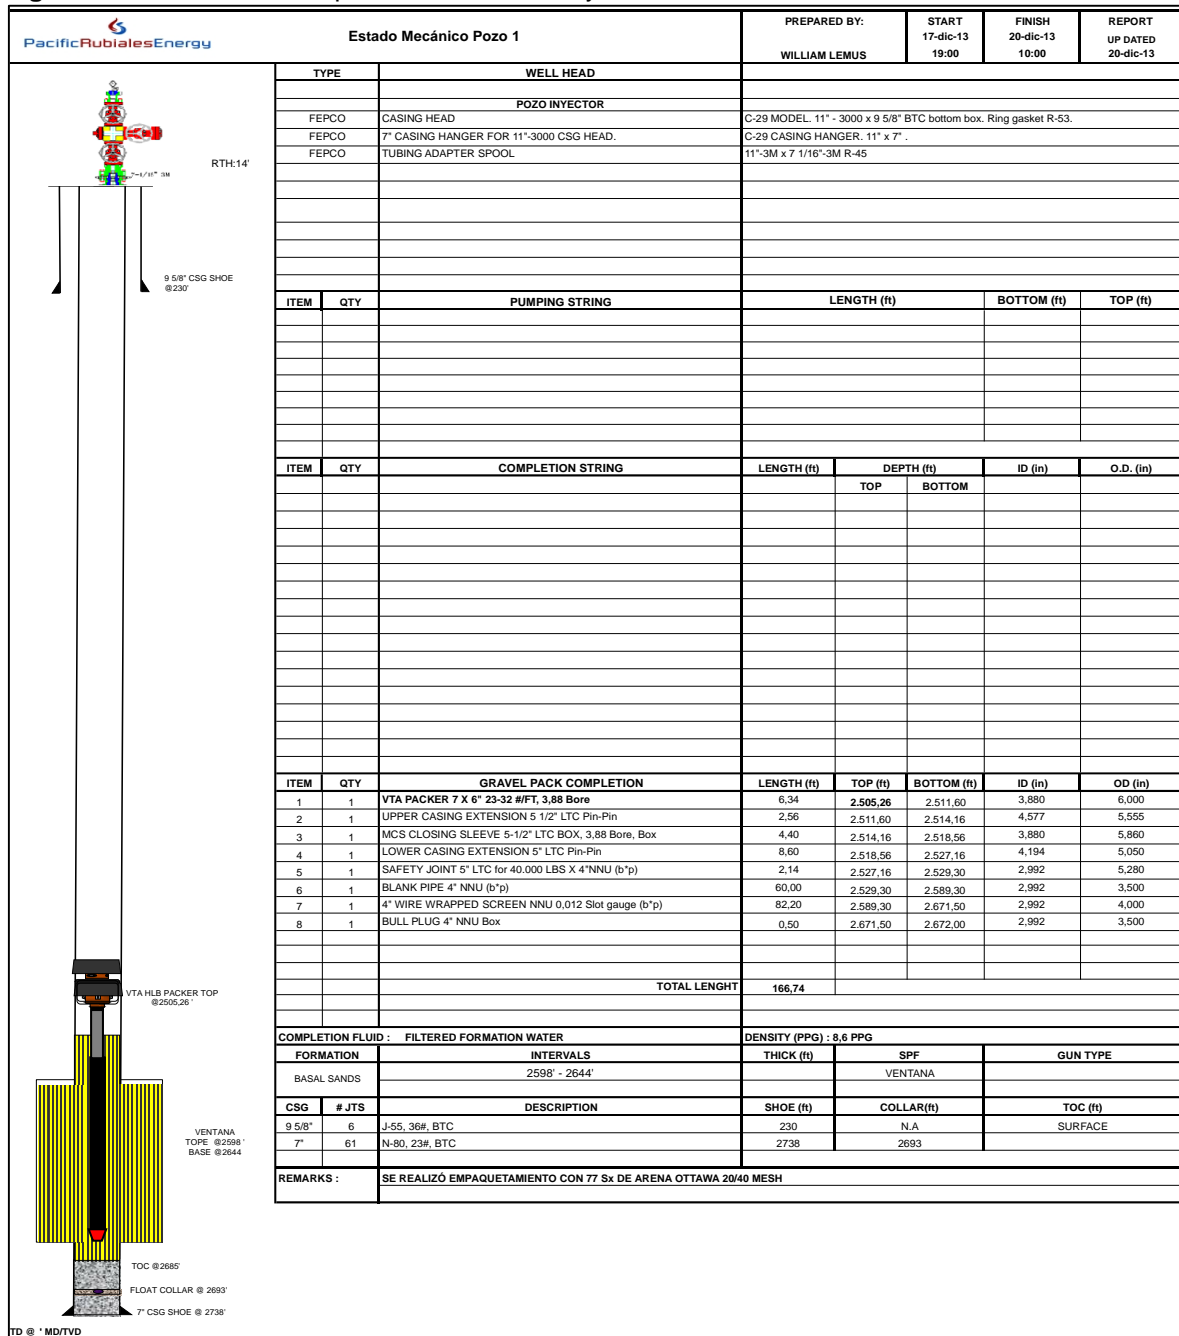 PacificRubialesEnergy
Estado Mecánico Pozo 1
PREPARED BY:
WILLIAM LEMUS
START
17-dic-13
19:00
FINISH
20-dic-13
10:00
REPORT
UP DATED
20-dic-13
TYPE WELL HEAD
POZO INYECTOR
FEPCO CASING HEAD C-29 MODEL. 11" - 3000 x 9 5/8" BTC bottom box. Ring gasket R-53.
FEPCO 7" CASING HANGER FOR 11"-3000 CSG HEAD. C-29 CASING HANGER. 11" x 7" .
FEPCO TUBING ADAPTER SPOOL 11"-3M x 7 1/16"-3M R-45
RTH:14'
7-1/16" 3M
9 5/8" CSG SHOE
@230'
ITEM QTY PUMPING STRING LENGTH (ft) BOTTOM (ft) TOP (ft)
ITEM QTY COMPLETION STRING LENGTH (ft) DEPTH (ft) ID (in) O.D. (in)
TOP BOTTOM
ITEM QTY GRAVEL PACK COMPLETION LENGTH (ft) TOP (ft) BOTTOM (ft) ID (in) OD (in)
1 1 VTA PACKER 7 X 6" 23-32 #/FT, 3,88 Bore 6,34 2.505,26 2.511,60 3,880 6,000
2 1 UPPER CASING EXTENSION 5 1/2" LTC Pin-Pin 2,56 2.511,60 2.514,16 4,577 5,555
3 1 MCS CLOSING SLEEVE 5-1/2" LTC BOX, 3,88 Bore, Box 4,40 2.514,16 2.518,56 3,880 5,860
4 1 LOWER CASING EXTENSION 5" LTC Pin-Pin 8,60 2.518,56 2.527,16 4,194 5,050
5 1 SAFETY JOINT 5" LTC for 40.000 LBS X 4"NNU (b*p) 2,14 2.527,16 2.529,30 2,992 5,280
6 1 BLANK PIPE 4" NNU (b*p) 60,00 2.529,30 2.589,30 2,992 3,500
7 1 4" WIRE WRAPPED SCREEN NNU 0,012 Slot gauge (b*p) 82,20 2.589,30 2.671,50 2,992 4,000
8 1 BULL PLUG 4" NNU Box 0,50 2.671,50 2.672,00 2,992 3,500
TOTAL LENGHT 166,74
VTA HLB PACKER TOP
@2505,26 '
COMPLETION FLUID : FILTERED FORMATION WATER DENSITY (PPG) : 8,6 PPG
FORMATION INTERVALS THICK (ft) SPF GUN TYPE
BASAL SANDS 2598' - 2644' VENTANA
CSG # JTS DESCRIPTION SHOE (ft) COLLAR(ft) TOC (ft)
9 5/8" 6 J-55, 36#, BTC 230 N.A SURFACE
7" 61 N-80, 23#, BTC 2738 2693
VENTANA
TOPE @2598 '
BASE @2644
REMARKS : SE REALIZÓ EMPAQUETAMIENTO CON 77 Sx DE ARENA OTTAWA 20/40 MESH
TOC @2685'
FLOAT COLLAR @ 2693'
7" CSG SHOE @ 2738'
TD @ ' MD/TVD